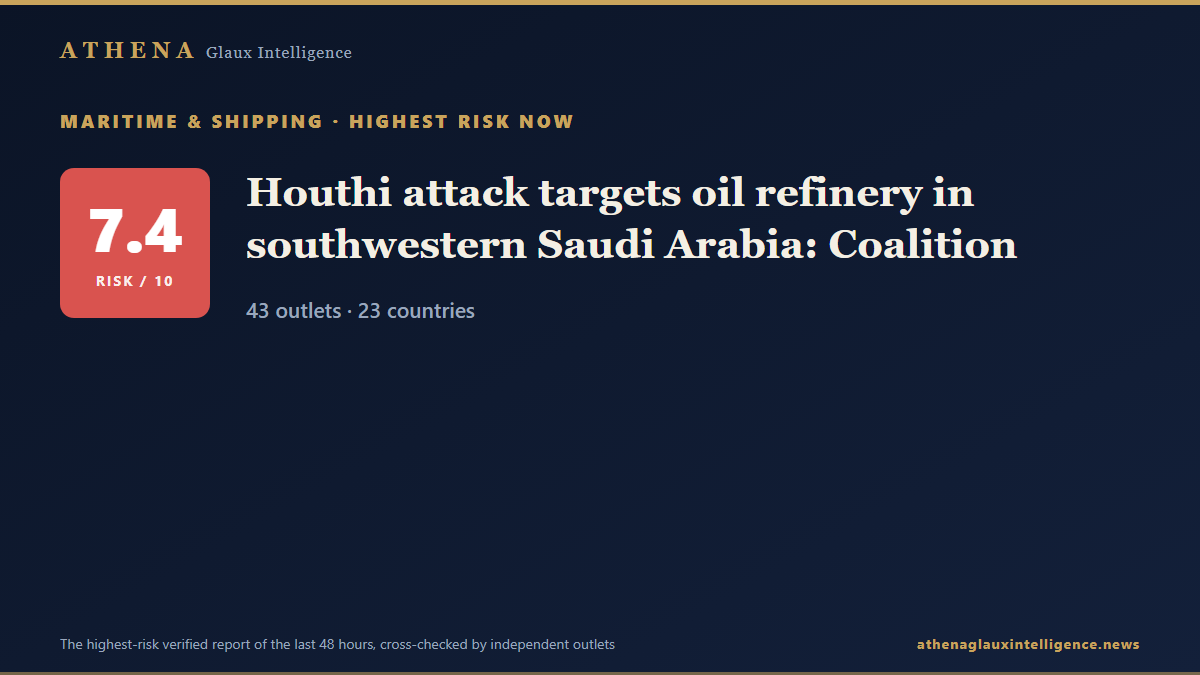 ATHENA Glaux Intelligence
MARITIME & SHIPPING · HIGHEST RISK NOW
7.4
RISK / 10
Houthi attack targets oil refinery in
southwestern Saudi Arabia: Coalition
43 outlets · 23 countries
The highest-risk verified report of the last 48 hours, cross-checked by independent outlets
athenaglauxintelligence.news